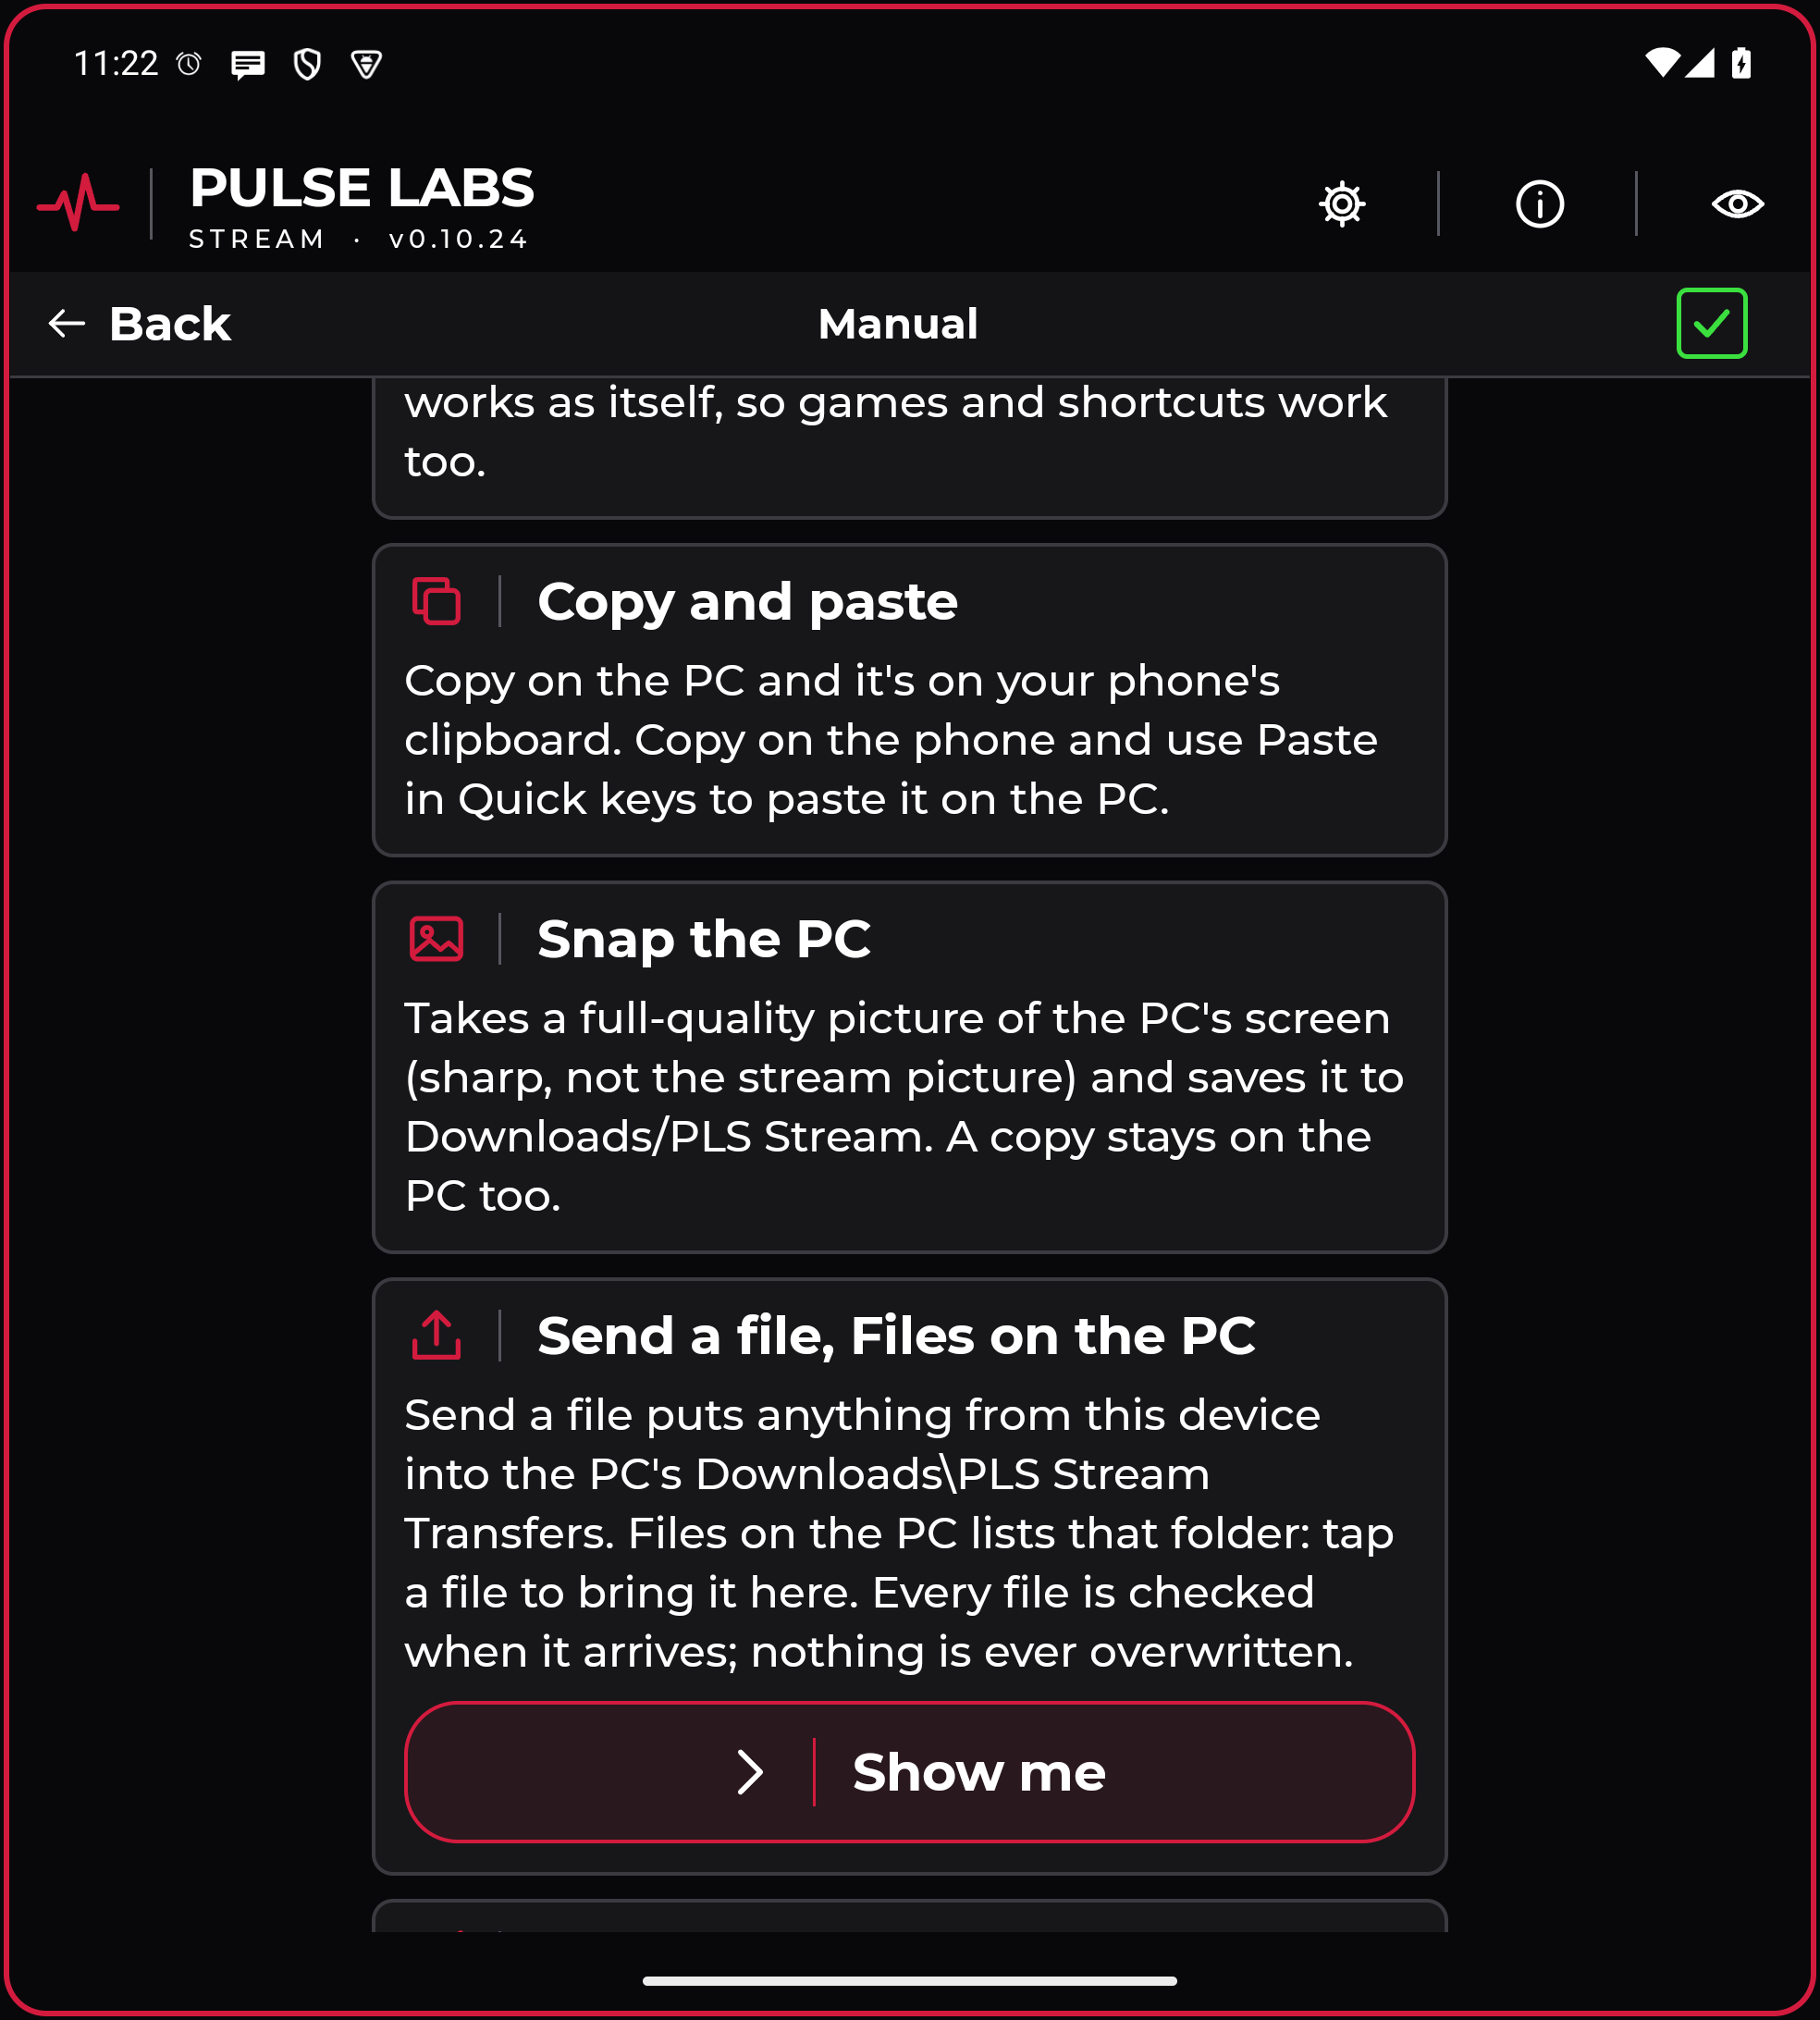 11:22
PULSE LABS
STREAM · v0.10.24
Back
Manual
works as itself, so games and shortcuts work
too.
Copy and paste
Copy on the PC and it's on your phone's
clipboard. Copy on the phone and use Paste
in Quick keys to paste it on the PC.
Snap the PC
Takes a full-quality picture of the PC's screen
(sharp, not the stream picture) and saves it to
Downloads/PLS Stream. A copy stays on the
PC too.
Send a file, Files on the PC
Send a file puts anything from this device
into the PC's Downloads\PLS Stream
Transfers. Files on the PC lists that folder: tap
a file to bring it here. Every file is checked
when it arrives; nothing is ever overwritten.
Show me